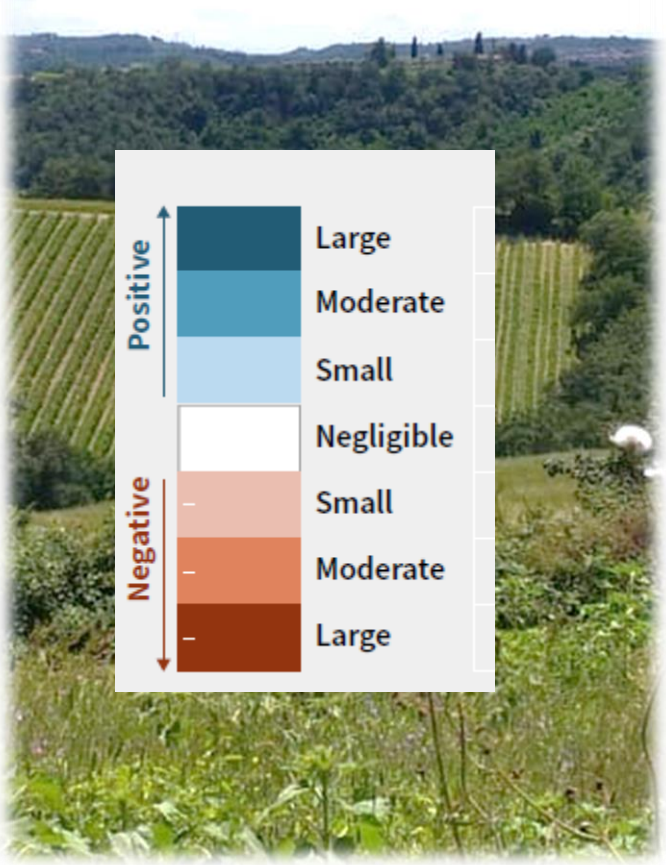 Positive
Large
Moderate
Small
Negligible
Negative
Small
Moderate
Large